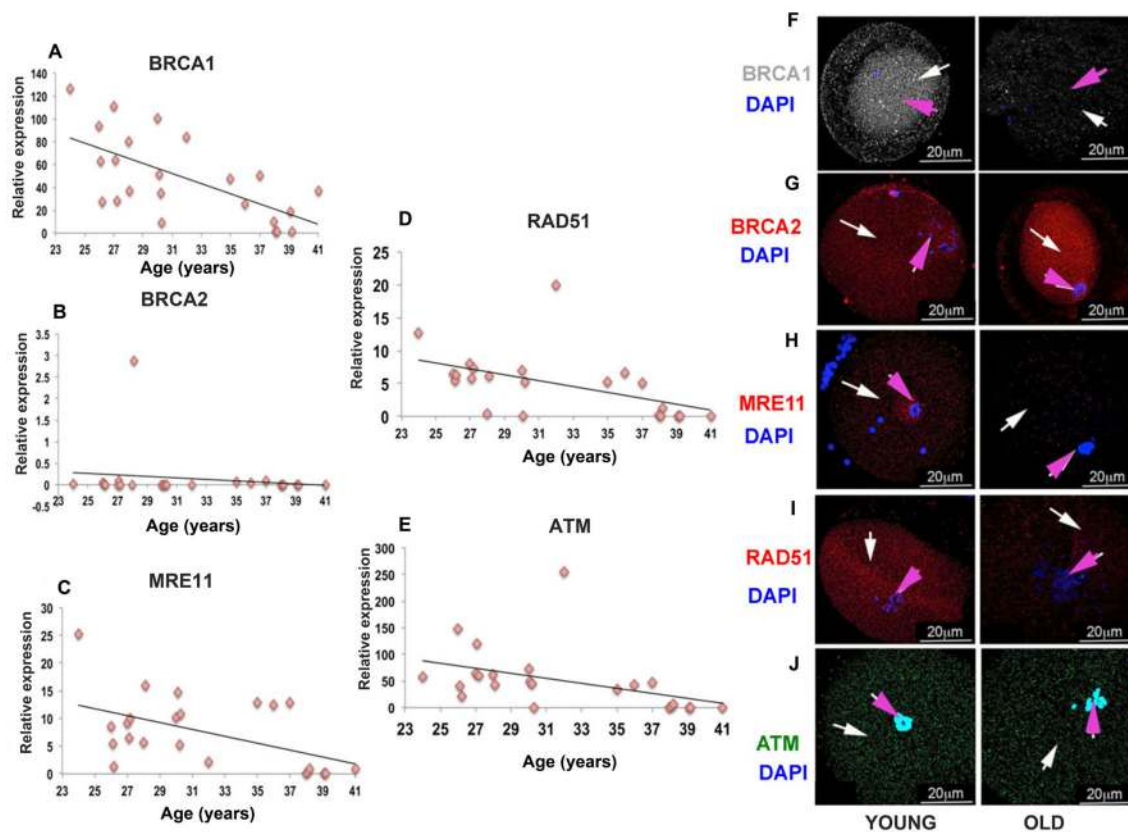 A
BRCA1
Relative expression
140
120
100
80
60
40
20
0
23 25 27 29 31 33 35 37 39 41
Age (years)
B
BRCA2
Relative expression
3.5
3
2.5
2
1.5
1
0.5
0
-0.5
23 25 27 29 31 33 35 37 39 41
Age (years)
C
MRE11
Relative expression
30
25
20
15
10
5
0
23 25 27 29 31 33 35 37 39 41
Age (years)
D
RAD51
Relative expression
25
20
15
10
5
0
23 25 27 29 31 33 35 37 39 41
Age (years)
E
ATM
Relative expression
300
250
200
150
100
50
0
23 25 27 29 31 33 35 37 39 41
Age (years)
F
BRCA1
DAPI
20μm 20μm
G
BRCA2
DAPI
20μm 20μm
H
MRE11
DAPI
20μm 20μm
I
RAD51
DAPI
20μm 20μm
J
ATM
DAPI
20μm 20μm
YOUNG OLD